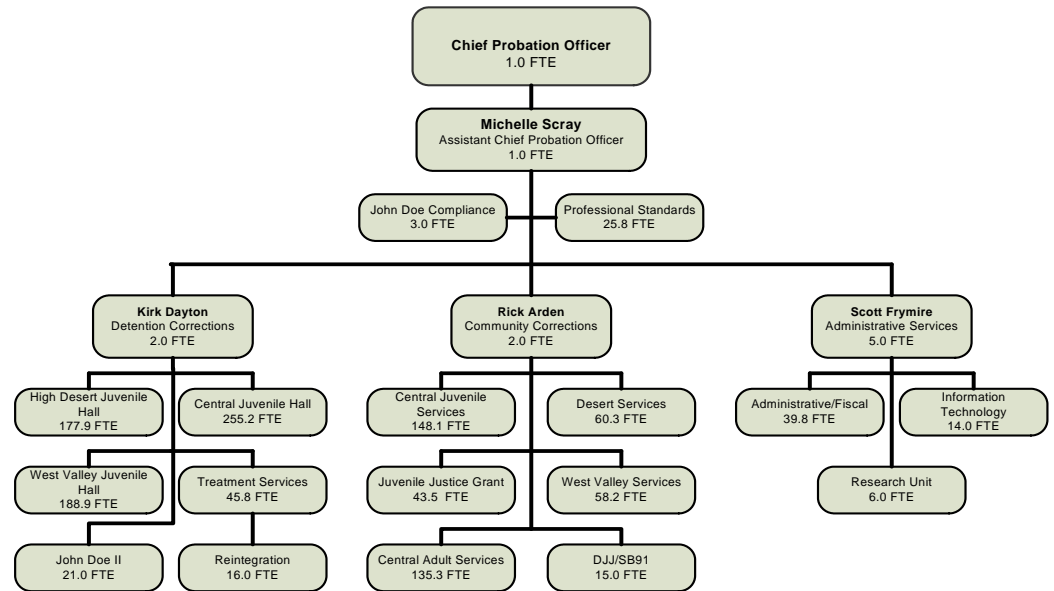 Chief Probation Officer
1.0 FTE
Michelle Scray
Assistant Chief Probation Officer
1.0 FTE
John Doe Compliance
3.0 FTE
Professional Standards
25.8 FTE
Kirk Dayton
Detention Corrections
2.0 FTE
Rick Arden
Community Corrections
2.0 FTE
Scott Frymire
Administrative Services
5.0 FTE
High Desert Juvenile
Hall
177.9 FTE
Central Juvenile Hall
255.2 FTE
Central Juvenile
Services
148.1 FTE
Desert Services
60.3 FTE
Administrative/Fiscal
39.8 FTE
Information
Technology
14.0 FTE
West Valley Juvenile
Hall
188.9 FTE
Treatment Services
45.8 FTE
Juvenile Justice Grant
43.5 FTE
West Valley Services
58.2 FTE
Research Unit
6.0 FTE
John Doe II
21.0 FTE
Reintegration
16.0 FTE
Central Adult Services
135.3 FTE
DJJ/SB91
15.0 FTE